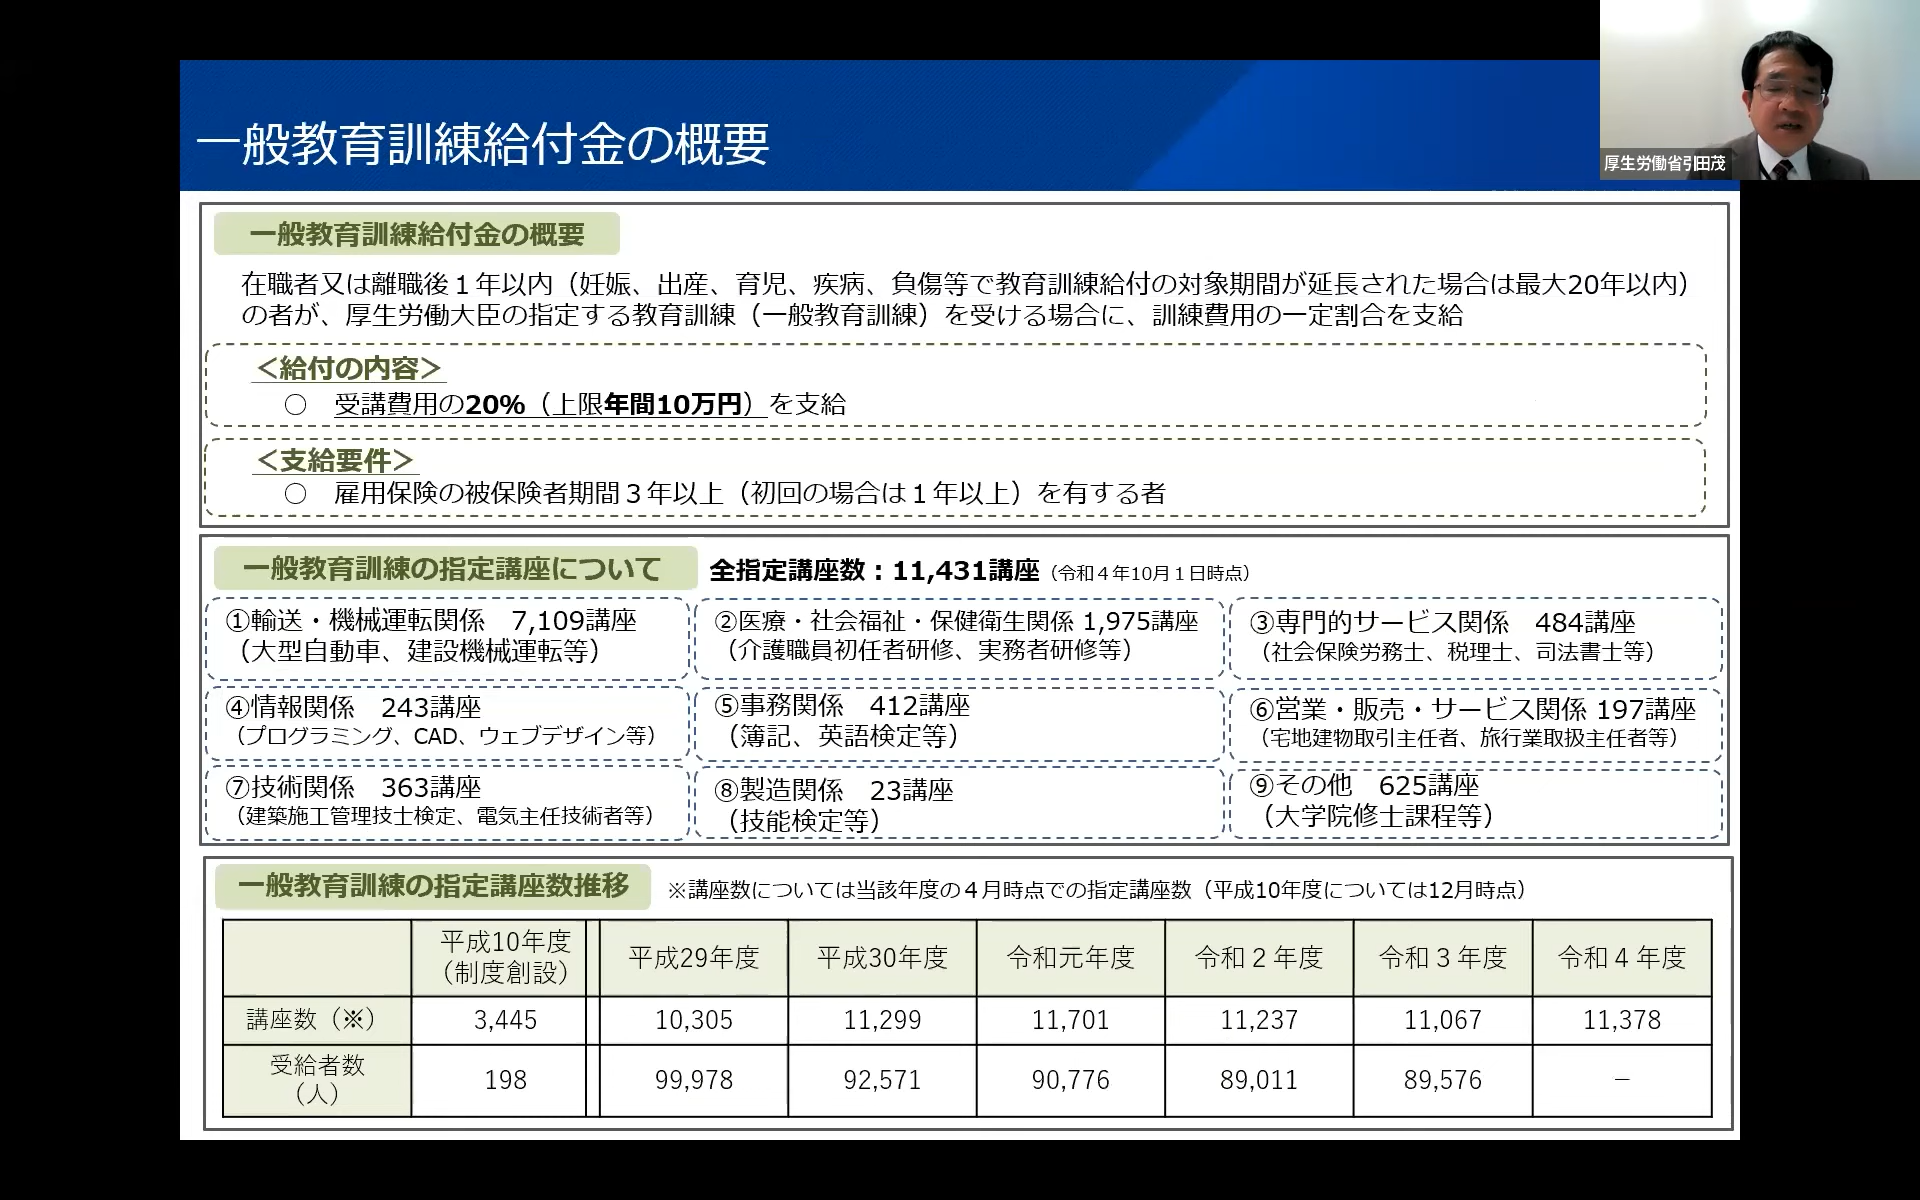 一般教育訓練給付金の概要
厚生労働省引田茂
一般教育訓練給付金の概要
在職者又は離職後１年以内（妊娠、出産、育児、疾病、負傷等で教育訓練給付の対象期間が延長された場合は最大20年以内）
の者が、厚生労働大臣の指定する教育訓練（一般教育訓練）を受ける場合に、訓練費用の一定割合を支給
＜給付の内容＞
○　受講費用の20%（上限年間10万円）を支給
＜支給要件＞
○　雇用保険の被保険者期間３年以上（初回の場合は１年以上）を有する者
一般教育訓練の指定講座について　全指定講座数：11,431講座（令和４年10月１日時点）
①輸送・機械運転関係　7,109講座
（大型自動車、建設機械運転等）
②医療・社会福祉・保健衛生関係 1,975講座
（介護職員初任者研修、実務者研修等）
③専門的サービス関係　484講座
（社会保険労務士、税理士、司法書士等）
④情報関係　243講座
（プログラミング、CAD、ウェブデザイン等）
⑤事務関係　412講座
（簿記、英語検定等）
⑥営業・販売・サービス関係 197講座
（宅地建物取引主任者、旅行業取扱主任者等）
⑦技術関係　363講座
（建築施工管理技士検定、電気主任技術者等）
⑧製造関係　23講座
（技能検定等）
⑨その他　625講座
（大学院修士課程等）
一般教育訓練の指定講座数推移　※講座数については当該年度の４月時点での指定講座数（平成10年度については12月時点）
平成10年度
（制度創設）
平成29年度　平成30年度　令和元年度　令和２年度　令和３年度　令和４年度
講座数（※）　3,445　10,305　11,299　11,701　11,237　11,067　11,378
受給者数
（人）
198　99,978　92,571　90,776　89,011　89,576　－